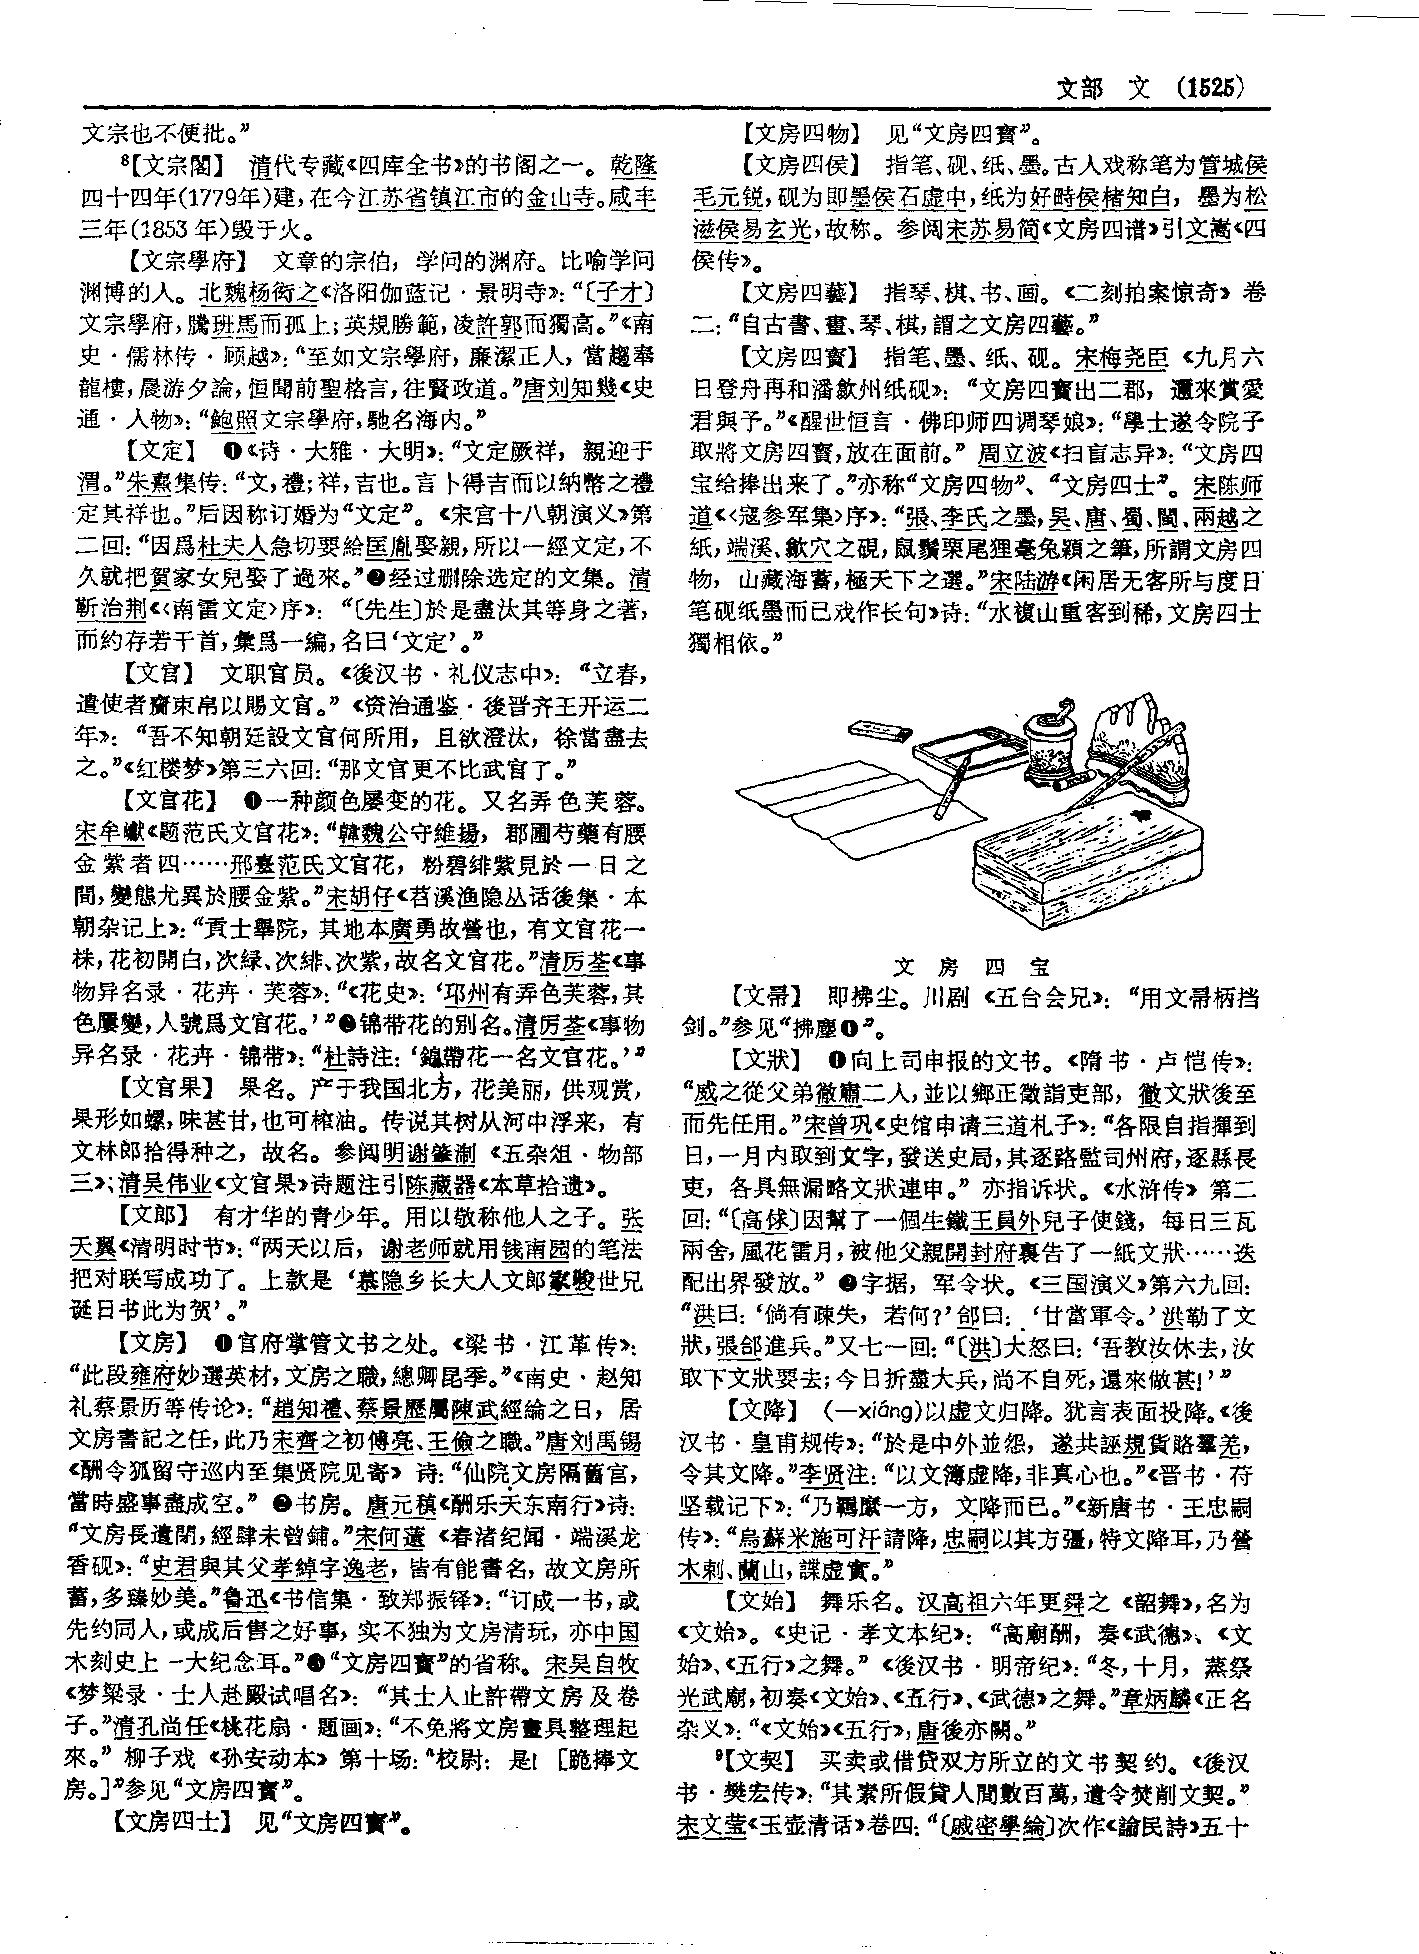 文部 文 (1525)
文宗也不便批。”
⁸【文宗閣】 清代专藏《四库全书》的书阁之一。乾隆
四十四年(1779年)建,在今江苏省镇江市的金山寺。咸丰
三年(1853年)毁于火。
【文宗學府】 文章的宗伯，学问的渊府。比喻学问
渊博的人。北魏杨衒之《洛阳伽蓝记·景明寺》：“〔子才〕
文宗學府,騰班馬而孤上;英規勝範,凌許郭而獨高。”《南
史·儒林传·顾越》：“至如文宗學府，廉潔正人，當趨奉
龍樓,晨游夕論,恒聞前聖格言,往賢政道。”唐刘知幾《史
通·人物》：“鮑照文宗學府,馳名海内。”
【文定】 ❶《诗·大雅·大明》：“文定厥祥，親迎于
渭。”朱熹集传：“文,禮;祥,吉也。言卜得吉而以納幣之禮
定其祥也。”后因称订婚为“文定”。《宋宫十八朝演义》第
二回：“因爲杜夫人急切要給匡胤娶親,所以一經文定,不
久就把賀家女兒娶了過來。”❷经过删除选定的文集。清
靳治荆《〈南雷文定〉序》：“〔先生〕於是盡汰其等身之著，
而約存若干首,彙爲一編,名曰‘文定’。”
【文官】 文职官员。《後汉书·礼仪志中》：“立春，
遣使者齎束帛以賜文官。”《资治通鉴·後晋齐王开运二
年》：“吾不知朝廷設文官何所用，且欲澄汰，徐當盡去
之。”《红楼梦》第三六回：“那文官更不比武官了。”
【文官花】 ❶一种颜色屡变的花。又名弄色芙蓉。
宋牟巘《题范氏文官花》：“韓魏公守維揚，郡圃芍藥有腰
金紫者四……邢臺范氏文官花，粉碧绯紫見於一日之
間,變態尤異於腰金紫。”宋胡仔《苕溪渔隐丛话後集·本
朝杂记上》：“貢士舉院，其地本廣勇故營也，有文官花一
株,花初開白,次緑、次緋、次紫,故名文官花。”清厉荃《事
物异名录·花卉·芙蓉》：“《花史》：‘邛州有弄色芙蓉,其
色屢變,人號爲文官花。’”❷锦带花的别名。清厉荃《事物
异名录·花卉·锦带》：“杜詩注：‘錦帶花一名文官花。’”
【文官果】 果名。产于我国北方，花美丽，供观赏，
果形如螺,味甚甘,也可榨油。传说其树从河中浮来，有
文林郎拾得种之，故名。参阅明谢肇淛《五杂俎·物部
三》;清吴伟业《文官果》诗题注引陈藏器《本草拾遗》。
【文郎】 有才华的青少年。用以敬称他人之子。张
天翼《清明时节》：“两天以后，谢老师就用钱南园的笔法
把对联写成功了。上款是‘慕隐乡长大人文郎家駿世兄
诞日书此为贺’。”
【文房】 ❶官府掌管文书之处。《梁书·江革传》：
“此段雍府妙選英材,文房之職,總卿昆季。”《南史·赵知
礼蔡景历等传论》：“趙知禮、蔡景歷屬陳武經綸之日，居
文房書記之任,此乃宋齊之初傅亮、王儉之職。”唐刘禹锡
《酬令狐留守巡内至集贤院见寄》诗：“仙院文房隔舊宫，
當時盛事盡成空。”❷书房。唐元稹《酬乐天东南行》诗：
“文房長遣閉,經肆未曾鋪。”宋何薳《春渚纪闻·端溪龙
香砚》：“史君與其父孝綽字逸老，皆有能書名，故文房所
蓄,多臻妙美。”鲁迅《书信集·致郑振铎》：“订成一书,或
先约同人,或成后售之好事，实不独为文房清玩，亦中国
木刻史上一大纪念耳。”❸“文房四寶”的省称。宋吴自牧
《梦粱录·士人赴殿试唱名》：“其士人止許帶文房及卷
子。”清孔尚任《桃花扇·题画》：“不免將文房畫具整理起
來。”柳子戏《孙安动本》第十场：“校尉：是！［跪捧文
房。］”参见“文房四寶”。
【文房四士】 见“文房四寶”。
【文房四物】 见“文房四寶”。
【文房四侯】 指笔、砚、纸、墨。古人戏称笔为管城侯
毛元锐,砚为即墨侯石虚中,纸为好畤侯楮知白，墨为松
滋侯易玄光,故称。参阅宋苏易简《文房四谱》引文嵩《四
侯传》。
【文房四藝】 指琴、棋、书、画。《二刻拍案惊奇》卷
二：“自古書、畫、琴、棋,謂之文房四藝。”
【文房四寶】 指笔、墨、纸、砚。宋梅尧臣《九月六
日登舟再和潘歙州纸砚》：“文房四寶出二郡，邇來賞愛
君與予。”《醒世恒言·佛印师四调琴娘》：“學士遂令院子
取將文房四寶,放在面前。”周立波《扫盲志异》：“文房四
宝给捧出来了。”亦称“文房四物”、“文房四士”。宋陈师
道《〈寇参军集〉序》：“張、李氏之墨,吴、唐、蜀、閩、兩越之
紙,端溪、歙穴之硯,鼠鬚栗尾狸毫兔穎之筆,所謂文房四
物，山藏海蓄,極天下之選。”宋陆游《闲居无客所与度日
笔砚纸墨而已戏作长句》诗：“水複山重客到稀,文房四士
獨相依。”
文房四宝
【文帚】 即拂尘。川剧《五台会兄》：“用文帚柄挡
剑。”参见“拂塵❶”。
【文狀】 ❶向上司申报的文书。《隋书·卢恺传》：
“威之從父弟徹肅二人,並以鄉正徵詣吏部，徹文狀後至
而先任用。”宋曾巩《史馆申请三道札子》：“各限自指揮到
日,一月内取到文字,發送史局,其逐路監司州府,逐縣長
吏，各具無漏略文狀連申。”亦指诉状。《水浒传》第二
回：“〔高俅〕因幫了一個生鐵王員外兒子使錢，每日三瓦
兩舍,風花雪月,被他父親開封府裏告了一紙文狀……迭
配出界發放。”❷字据，军令状。《三国演义》第六九回：
“洪曰：‘倘有疎失，若何？’郃曰：‘甘當軍令。’洪勒了文
狀,張郃進兵。”又七一回：“〔洪〕大怒曰：‘吾教汝休去,汝
取下文狀要去;今日折盡大兵,尚不自死,還來做甚！’”
【文降】 （—xiáng）以虚文归降。犹言表面投降。《後
汉书·皇甫规传》：“於是中外並怨，遂共誣規貨賂羣羌，
令其文降。”李贤注：“以文簿虚降,非真心也。”《晋书·苻
坚载记下》：“乃羈縻一方，文降而已。”《新唐书·王忠嗣
传》：“烏蘇米施可汗請降,忠嗣以其方彊,特文降耳,乃營
木剌、蘭山,諜虚實。”
【文始】 舞乐名。汉高祖六年更舜之《韶舞》,名为
《文始》。《史记·孝文本纪》：“高廟酎，奏《武德》、《文
始》、《五行》之舞。”《後汉书·明帝纪》：“冬,十月，蒸祭
光武廟,初奏《文始》、《五行》、《武德》之舞。”章炳麟《正名
杂义》：“《文始》《五行》,唐後亦闕。”
⁹【文契】 买卖或借贷双方所立的文书契约。《後汉
书·樊宏传》：“其素所假貸人間數百萬,遺令焚削文契。”
宋文莹《玉壶清话》卷四：“〔戚密學綸〕次作《諭民詩》五十